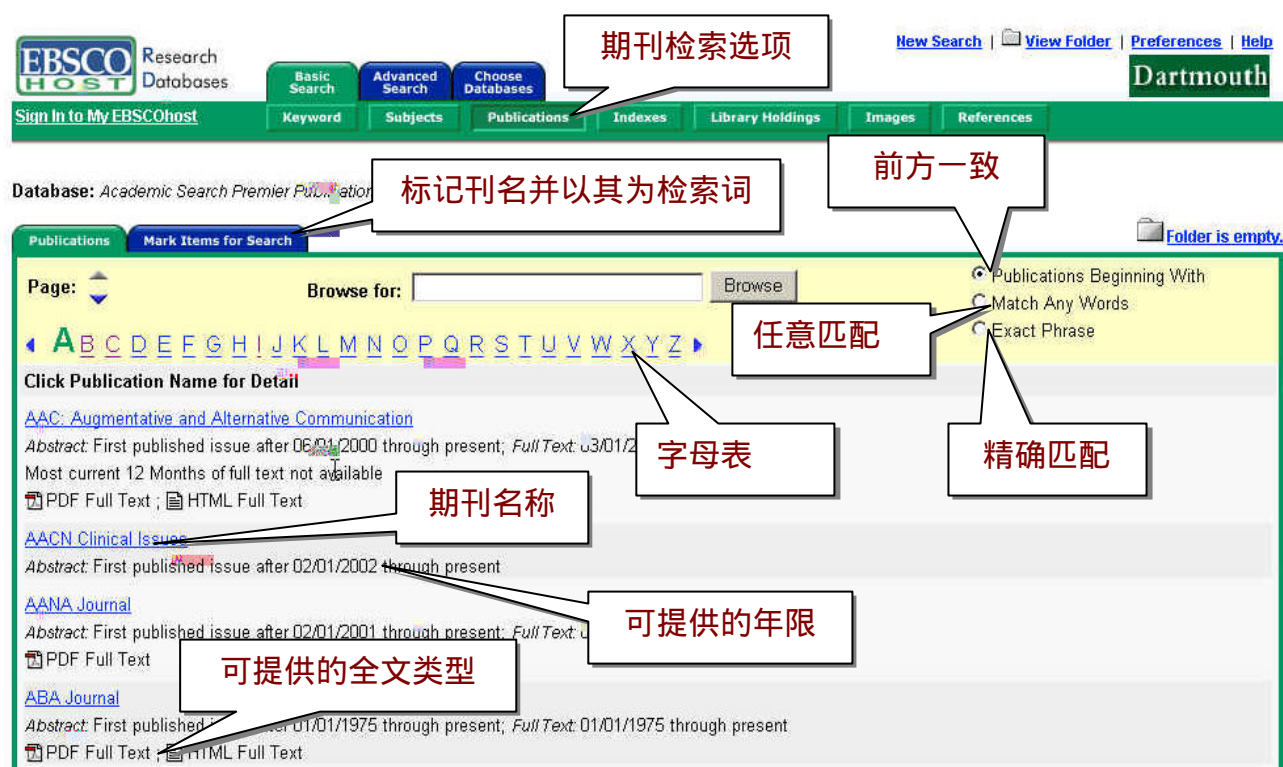 期刊检索选项
New Search | View Folder | Preferences | Help
EBSCO HOST Research Databases
Basic Search Advanced Search Choose Databases
Dartmouth
Sign In to My EBSCOhost Keyword Subjects Publications Indexes Library Holdings Images References
前方一致
标记刊名并以其为检索词
Database: Academic Search Premier
Publications Mark Items for Search
Folder is empty.
Page: Browse for: Browse
Publications Beginning With
Match Any Words
Exact Phrase
任意匹配
A B C D E F G H I J K L M N O P Q R S T U V W X Y Z
Click Publication Name for Detail
AAC: Augmentative and Alternative Communication
Abstract: First published issue after 06/01/2000 through present; Full Text: 03/01/2
字母表
精确匹配
Most current 12 Months of full text not available
PDF Full Text ; HTML Full Text
期刊名称
AACN Clinical Issues
Abstract: First published issue after 02/01/2002 through present
AANA Journal
可提供的年限
Abstract: First published issue after 02/01/2001 through present; Full Text:
PDF Full Text
可提供的全文类型
ABA Journal
Abstract: First published 01/01/1975 through present; Full Text: 01/01/1975 through present
PDF Full Text ; HTML Full Text